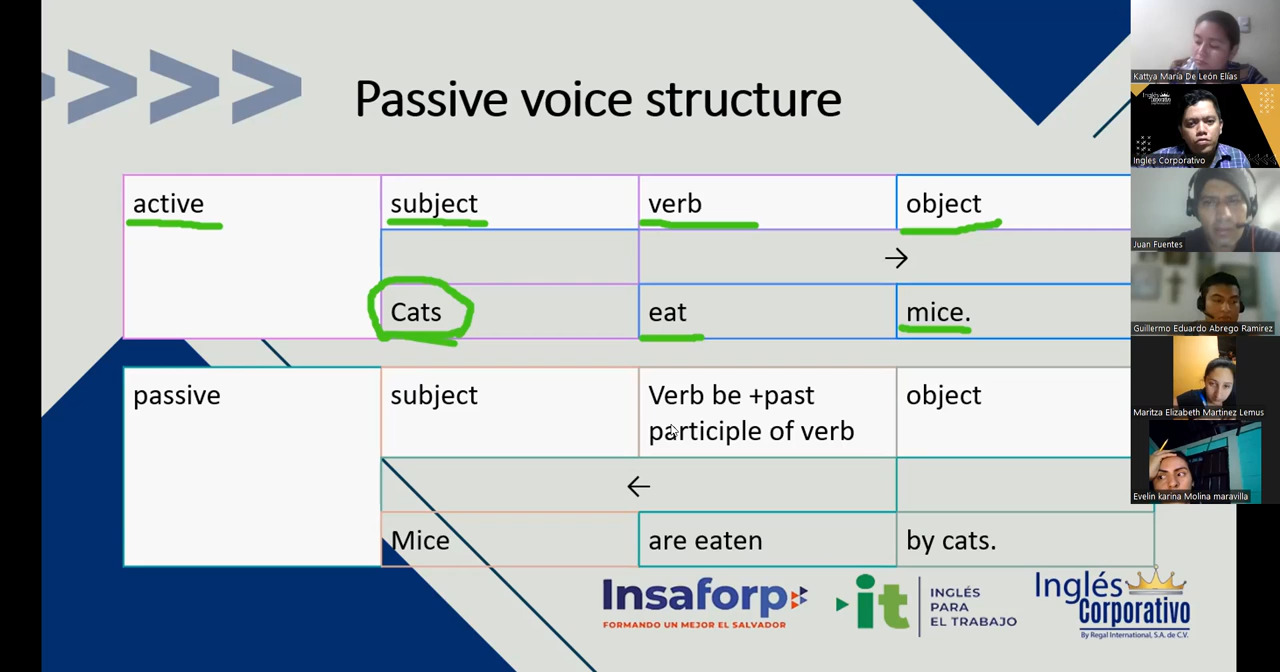 Passive voice structure
active
subject
verb
object
→
Cats
eat
mice.
passive
subject
Verb be +past
participle of verb
object
←
Mice
are eaten
by cats.
Insaforp
FORMANDO UN MEJOR EL SALVADOR
it
INGLÉS
PARA
EL TRABAJO
Inglés
Corporativo
By Regal International, S.A. de C.V.
Kattya María De León Elías
Inglés Corporativo
Ingles Corporativo
Juan Fuentes
Guillermo Eduardo Abrego Ramirez
Maritza Elizabeth Martinez Lemus
Evelin karina Molina maravilla